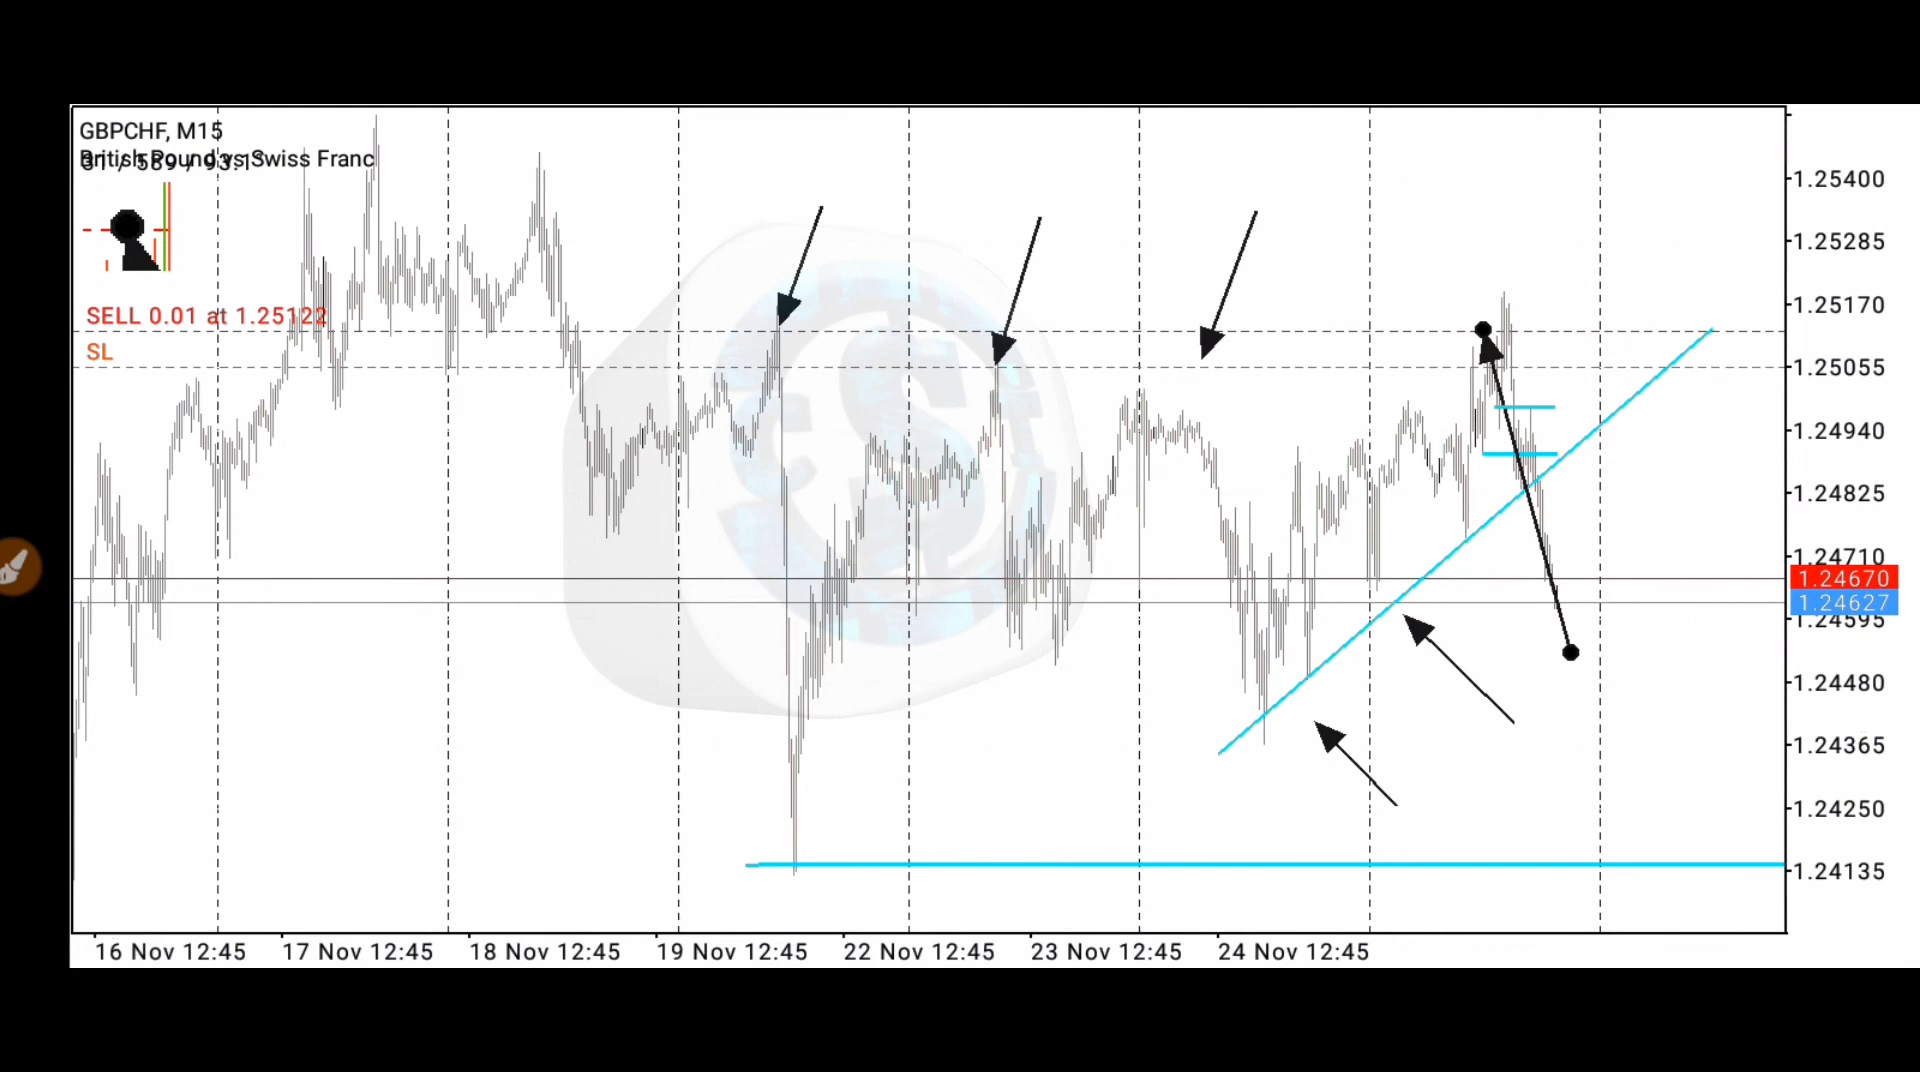 GBPCHF, M15
British Pound vs Swiss Franc
SELL 0.01 at 1.25122
SL
1.25400
1.25285
1.25170
1.25055
1.24940
1.24825
1.24710
1.24670
1.24627
1.24595
1.24480
1.24365
1.24250
1.24135
16 Nov 12:45 17 Nov 12:45 18 Nov 12:45 19 Nov 12:45 22 Nov 12:45 23 Nov 12:45 24 Nov 12:45